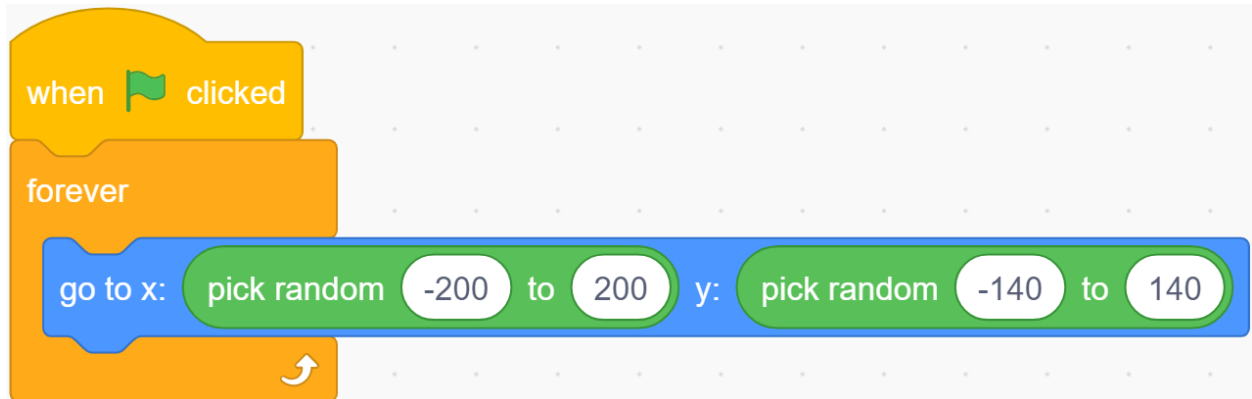 when clicked
forever
go to x: pick random -200 to 200 y: pick random -140 to 140